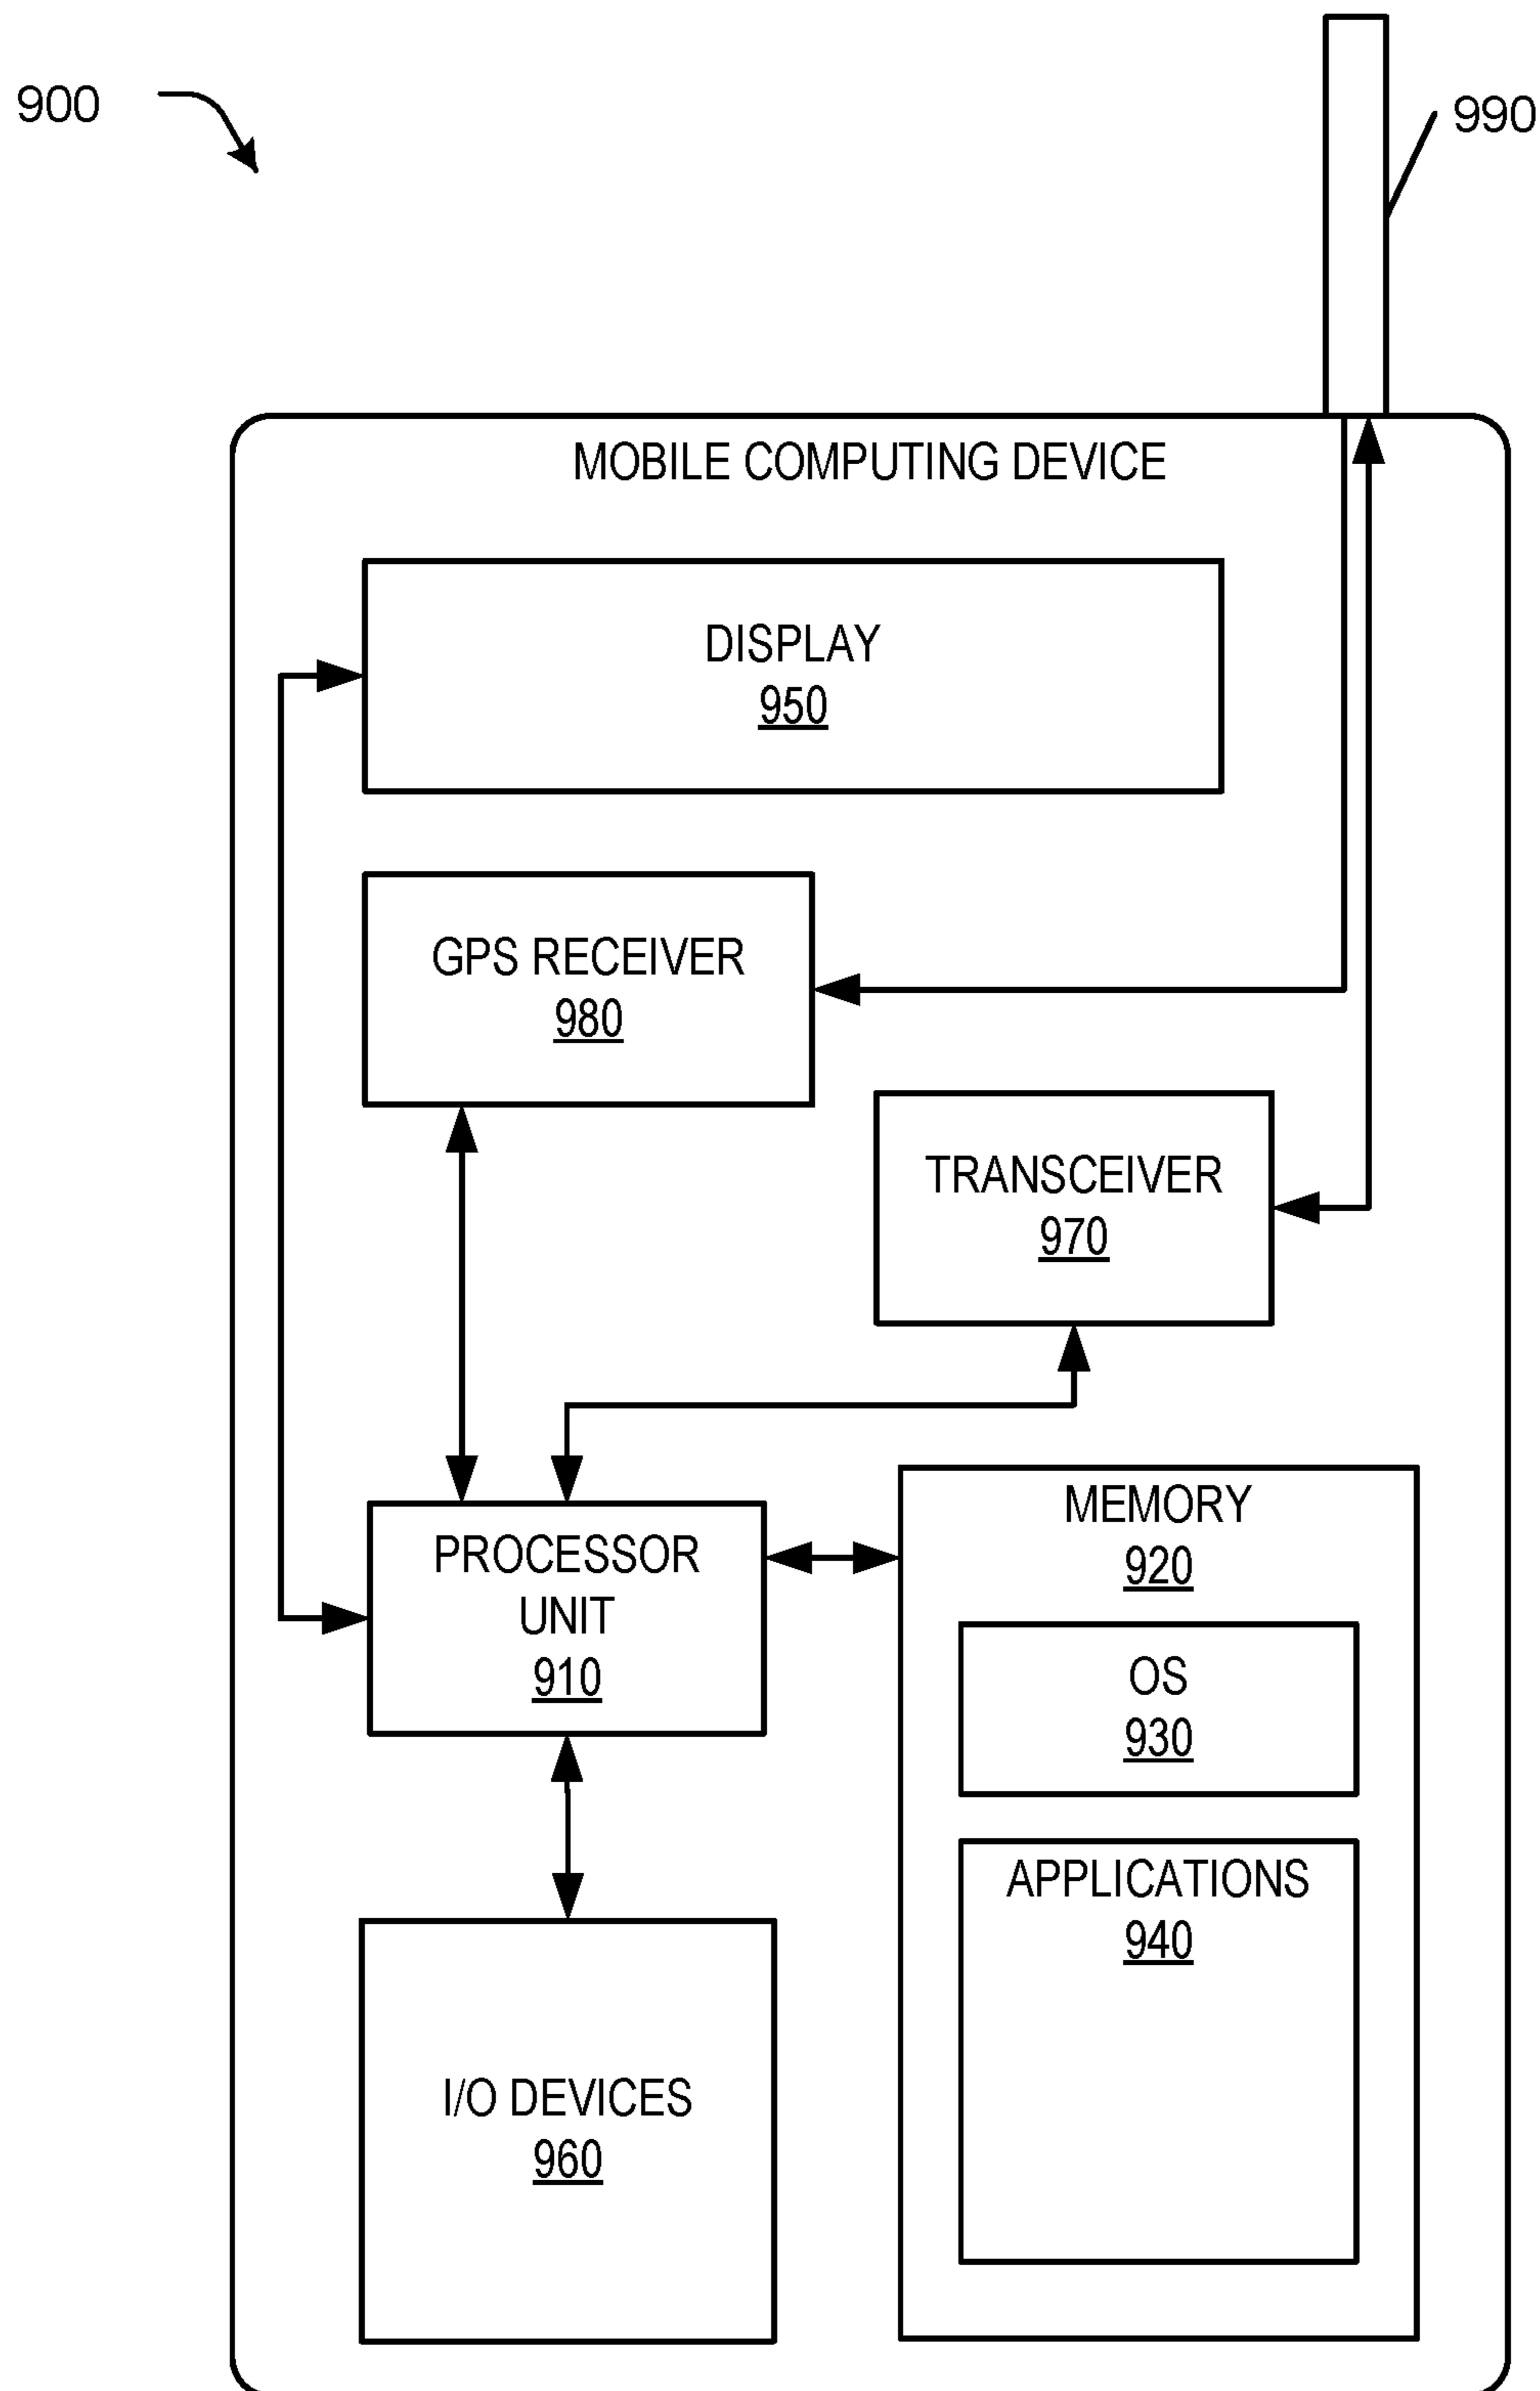 900
990
MOBILE COMPUTING DEVICE
DISPLAY
950
GPS RECEIVER
980
TRANSCEIVER
970
PROCESSOR
UNIT
910
MEMORY
920
OS
930
APPLICATIONS
940
I/O DEVICES
960